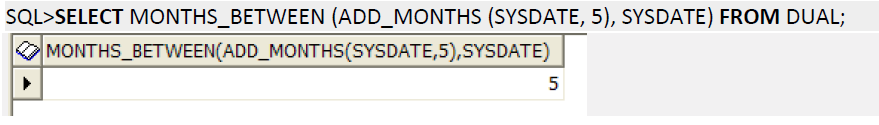 SQL>SELECT MONTHS_BETWEEN (ADD_MONTHS (SYSDATE, 5), SYSDATE) FROM DUAL;
MONTHS_BETWEEN(ADD_MONTHS(SYSDATE,5),SYSDATE)
5